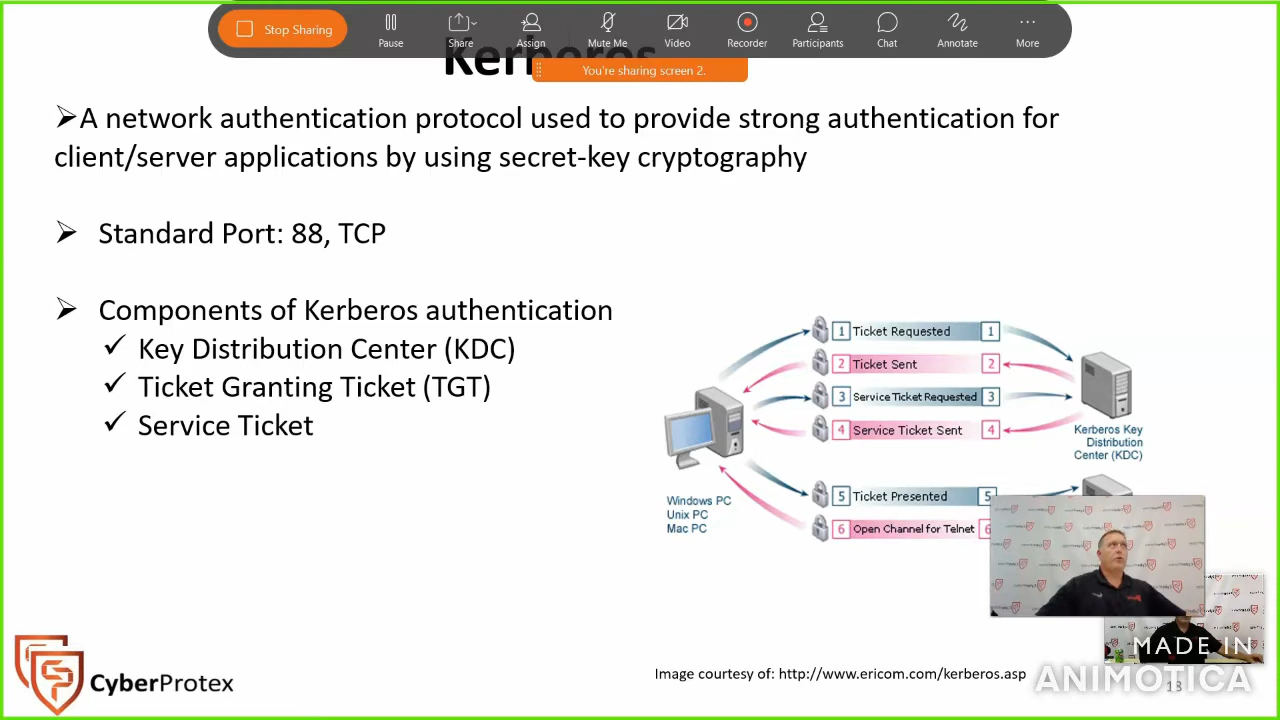 Stop Sharing
Pause
Share
Assign
Mute Me
Video
Recorder
Participants
Chat
Annotate
More
You're sharing screen 2.
Kerberos
➢A network authentication protocol used to provide strong authentication for
client/server applications by using secret-key cryptography
➢ Standard Port: 88, TCP
➢ Components of Kerberos authentication
✓ Key Distribution Center (KDC)
✓ Ticket Granting Ticket (TGT)
✓ Service Ticket
1 Ticket Requested 1
2 Ticket Sent 2
3 Service Ticket Requested 3
4 Service Ticket Sent 4
5 Ticket Presented 5
6 Open Channel for Telnet 6
Kerberos Key
Distribution
Center (KDC)
Windows PC
Unix PC
Mac PC
CyberProtex
Image courtesy of: http://www.ericom.com/kerberos.asp
18
MADE IN
ANIMOTICA